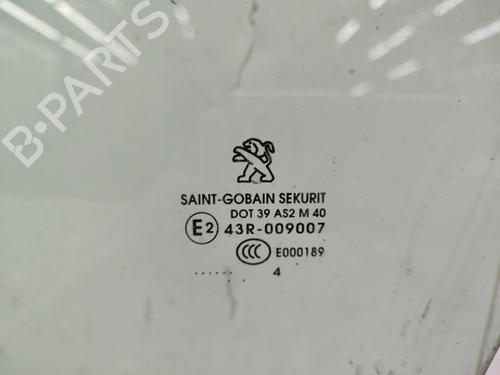 B-PARTS
SAINT-GOBAIN SEKURIT
DOT 39 AS2 M 40
E2 43R-009007
CCC E000189
...... 4